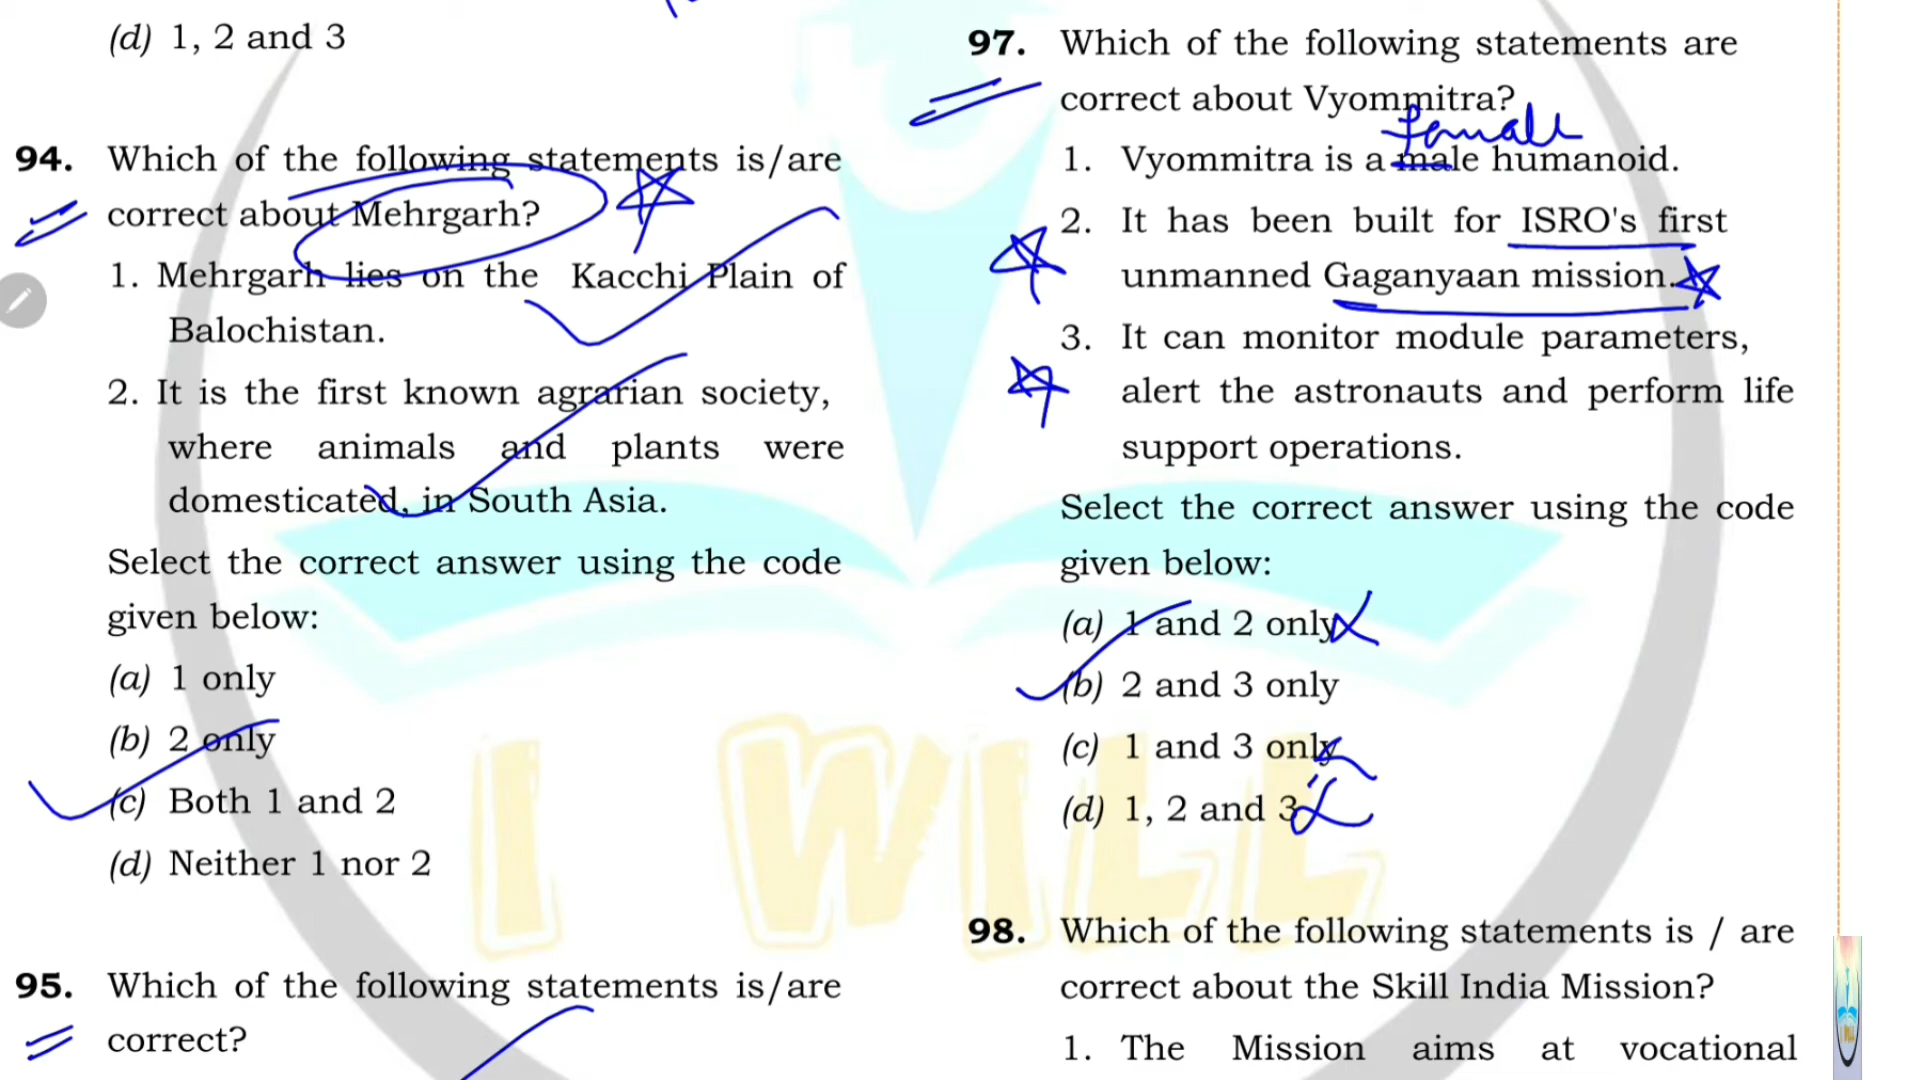 (d) 1, 2 and 3
94. Which of the following statements is/are
correct about Mehrgarh?
1. Mehrgarh lies on the Kacchi Plain of
Balochistan.
2. It is the first known agrarian society,
where animals and plants were
domesticated, in South Asia.
Select the correct answer using the code
given below:
(a) 1 only
(b) 2 only
(c) Both 1 and 2
(d) Neither 1 nor 2
95. Which of the following statements is/are
correct?
97. Which of the following statements are
correct about Vyommitra?
female
1. Vyommitra is a male humanoid.
2. It has been built for ISRO's first
unmanned Gaganyaan mission.
3. It can monitor module parameters,
alert the astronauts and perform life
support operations.
Select the correct answer using the code
given below:
(a) 1 and 2 only
(b) 2 and 3 only
(c) 1 and 3 only
(d) 1, 2 and 3
98. Which of the following statements is / are
correct about the Skill India Mission?
1. The Mission aims at vocational
I WILL